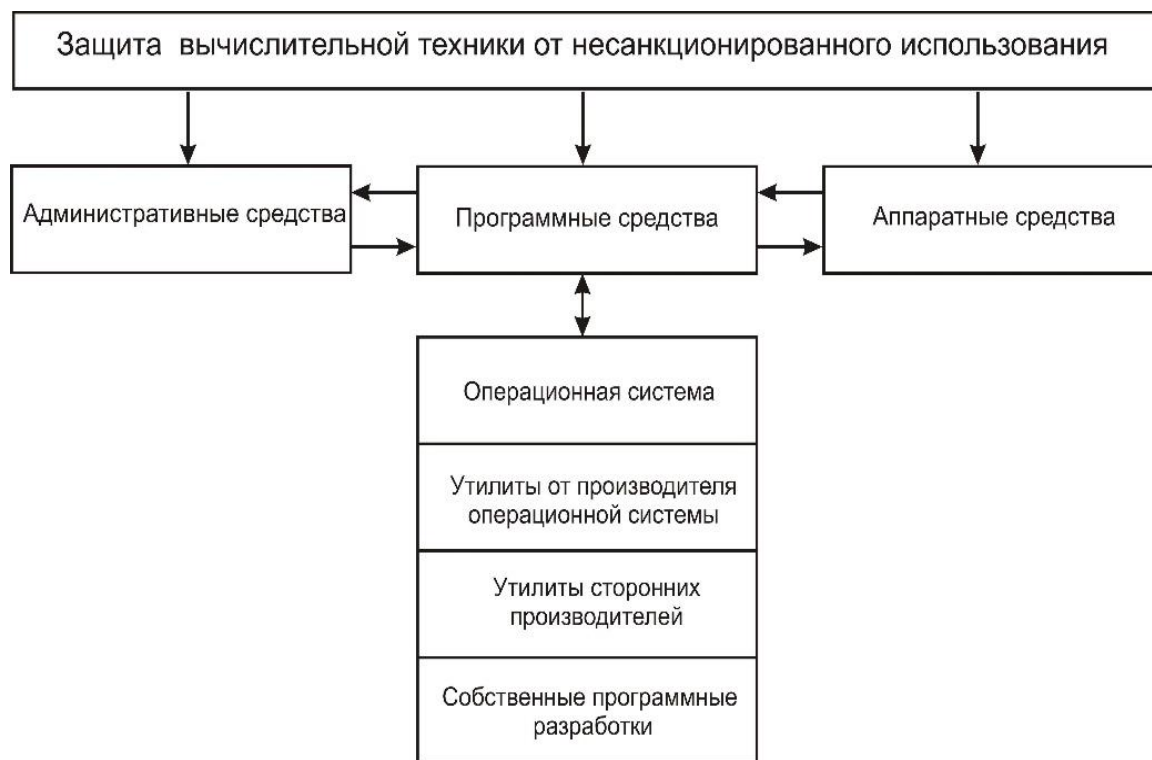 Защита вычислительной техники от несанкционированного использования
Административные средства
Программные средства
Аппаратные средства
Операционная система
Утилиты от производителя
операционной системы
Утилиты сторонних
производителей
Собственные программные
разработки